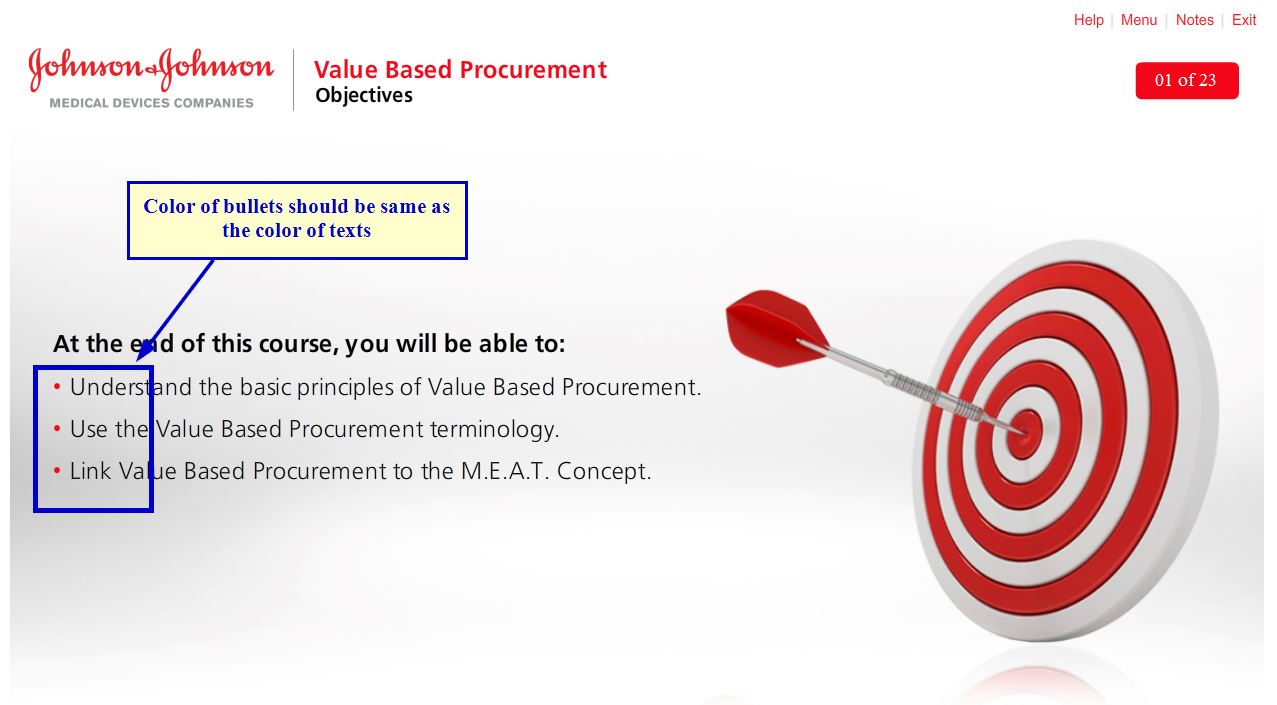 Help | Menu | Notes | Exit
Johnson & Johnson
MEDICAL DEVICES COMPANIES
Value Based Procurement
Objectives
01 of 23
Color of bullets should be same as
the color of texts
At the end of this course, you will be able to:
• Understand the basic principles of Value Based Procurement.
• Use the Value Based Procurement terminology.
• Link Value Based Procurement to the M.E.A.T. Concept.